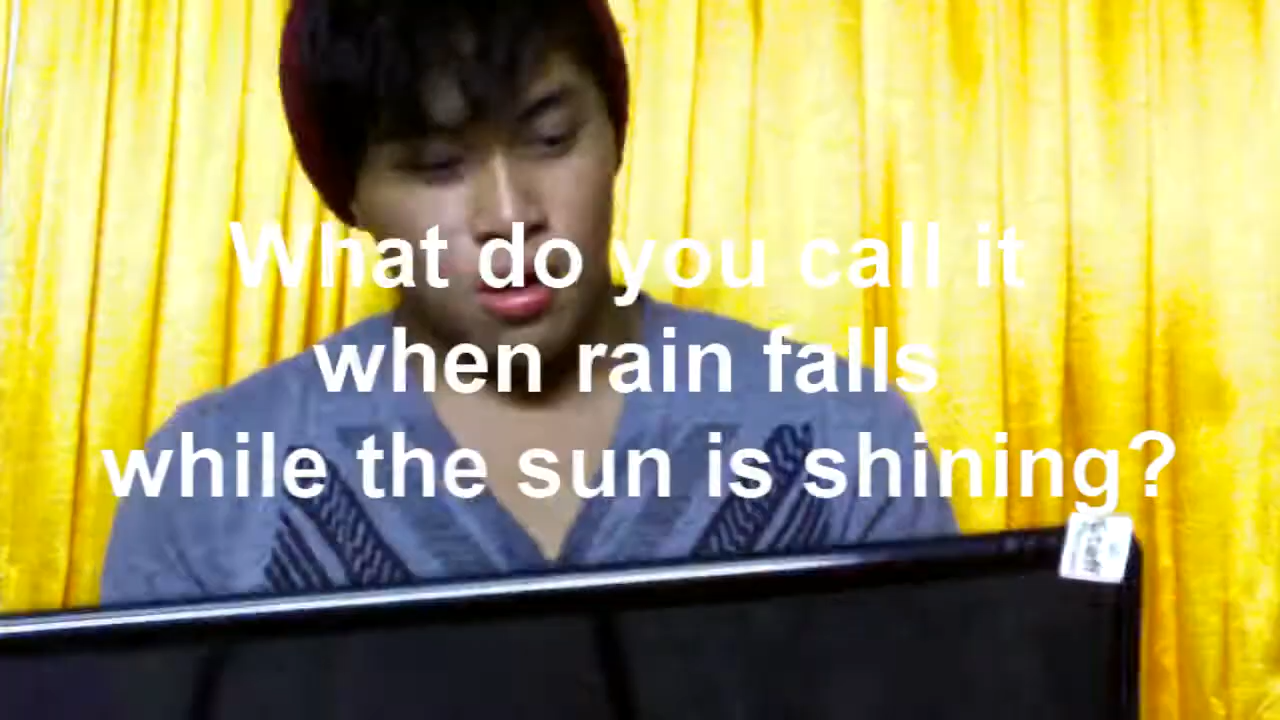 What do you call it
when rain falls
while the sun is shining?